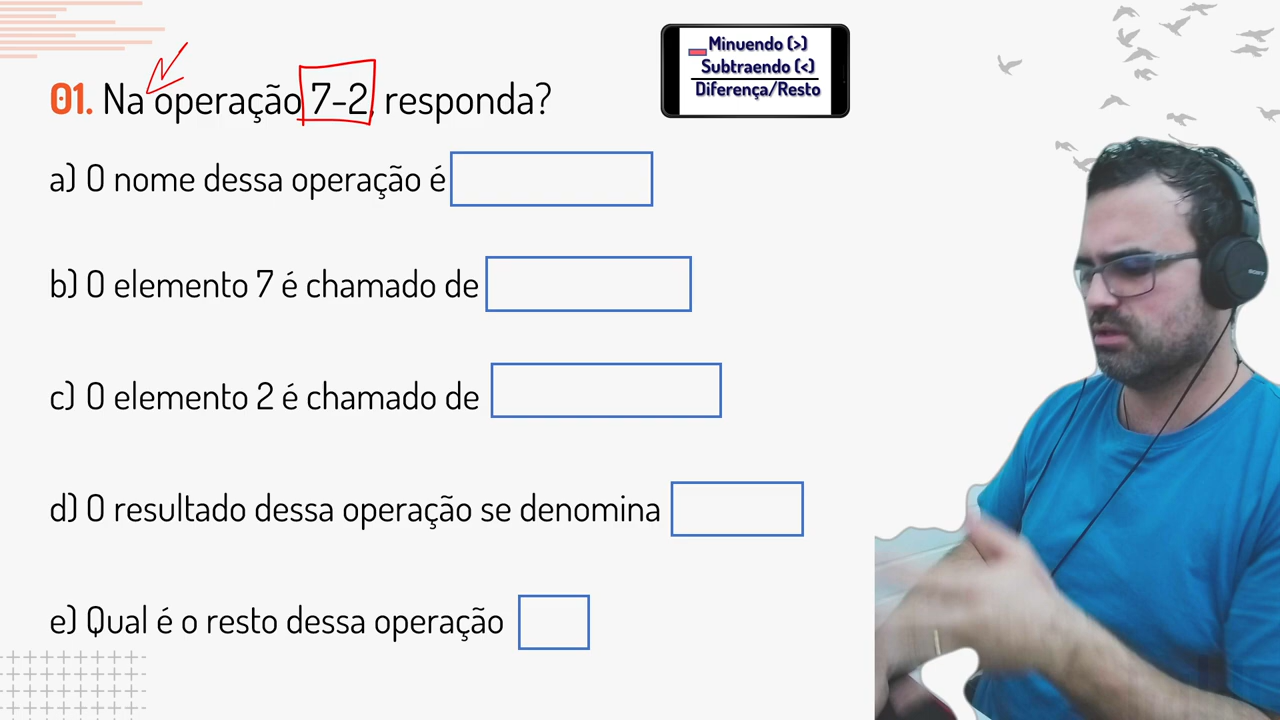 01. Na operação 7-2, responda?
Minuendo (>)
Subtraendo (<)
Diferença/Resto
a) O nome dessa operação é
b) O elemento 7 é chamado de
c) O elemento 2 é chamado de
d) O resultado dessa operação se denomina
e) Qual é o resto dessa operação
SONY